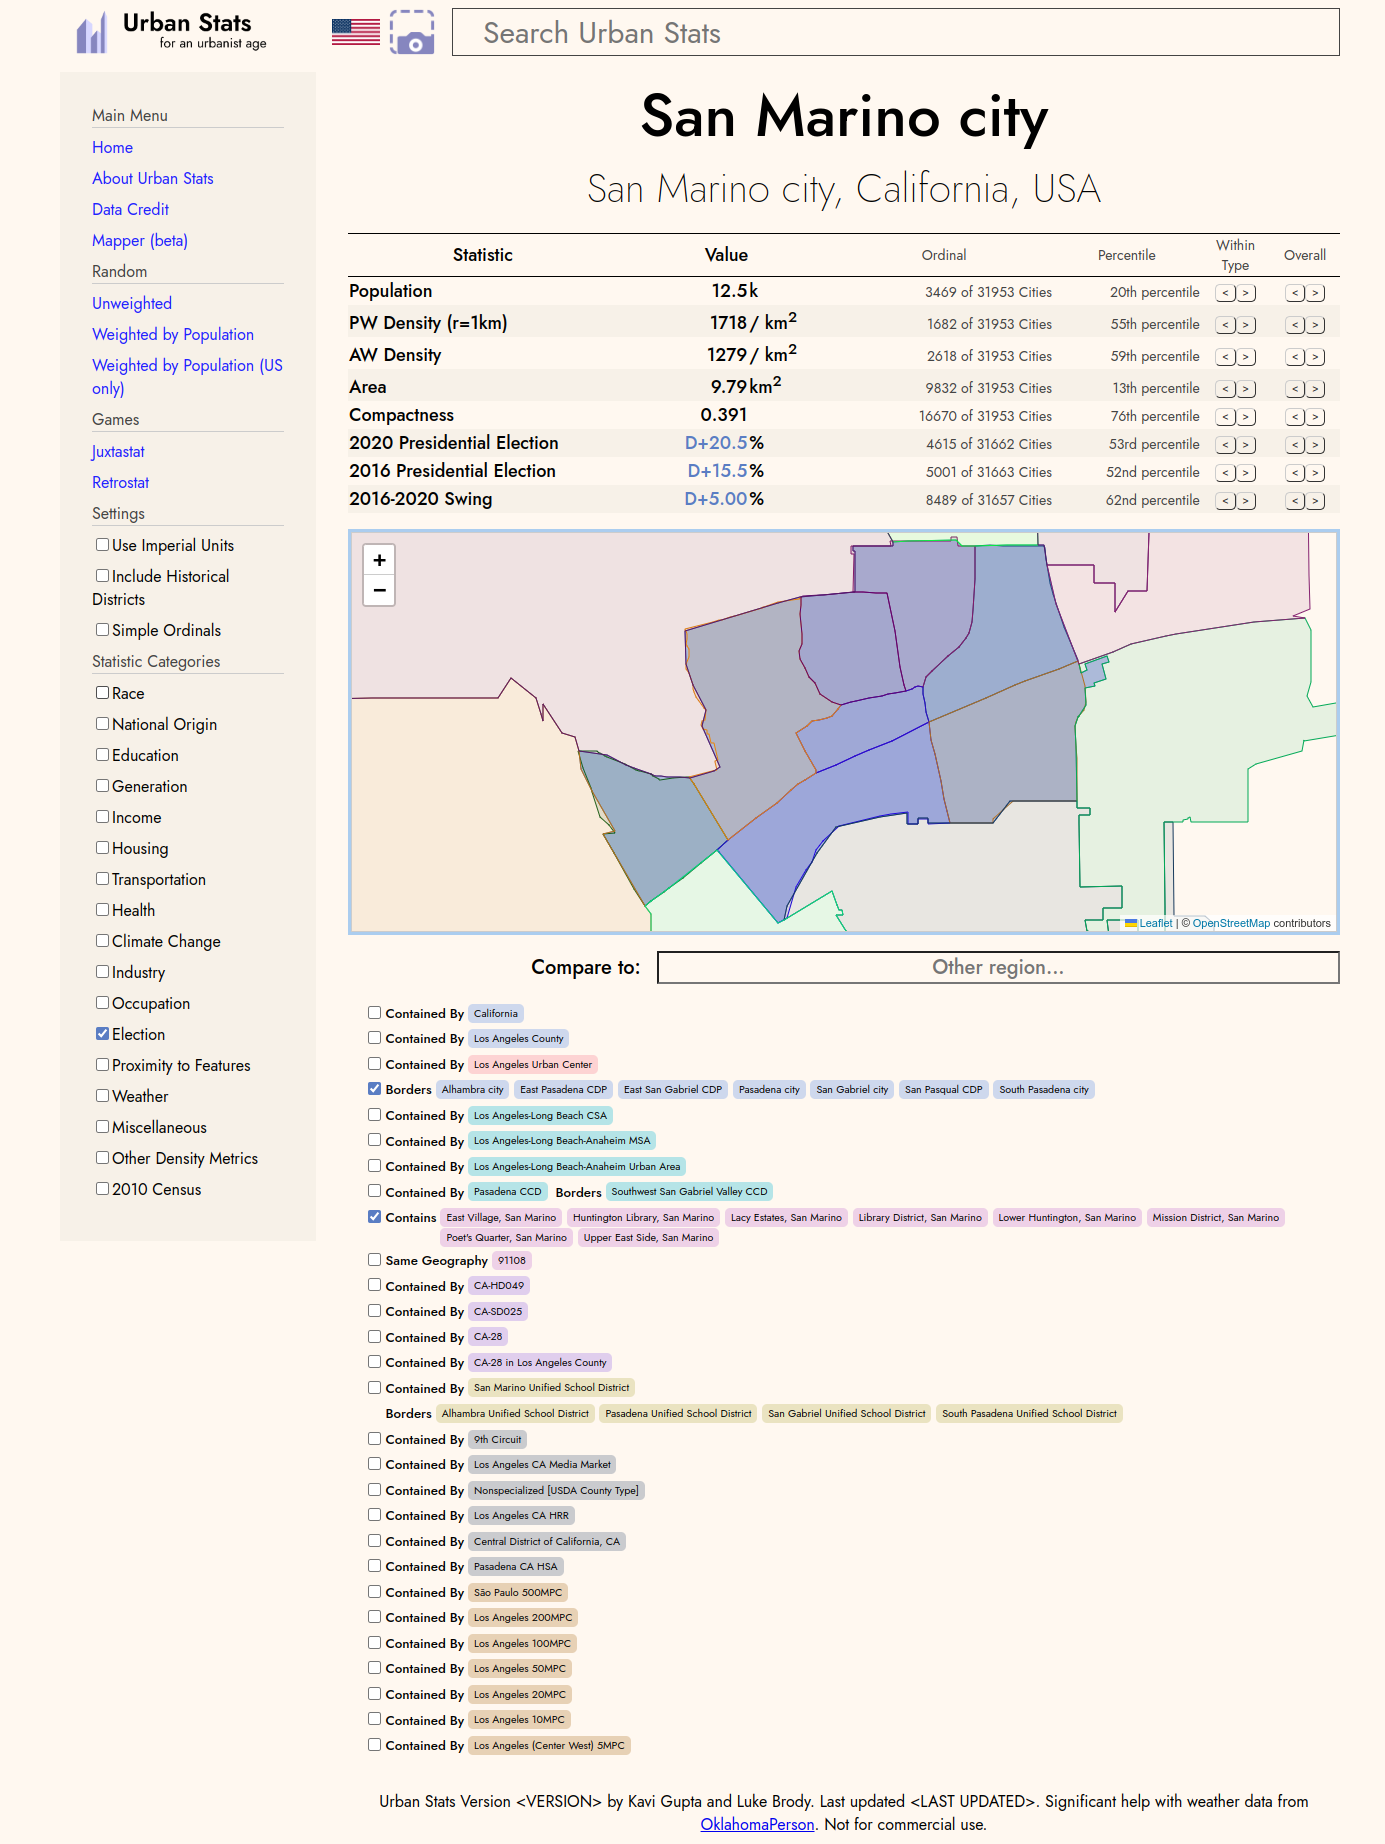 Urban Stats
for an urbanist age
Search Urban Stats
Main Menu
Home
About Urban Stats
Data Credit
Mapper (beta)
Random
Unweighted
Weighted by Population
Weighted by Population (US
only)
Games
Juxtastat
Retrostat
Settings
Use Imperial Units
Include Historical
Districts
Simple Ordinals
Statistic Categories
Race
National Origin
Education
Generation
Income
Housing
Transportation
Health
Climate Change
Industry
Occupation
Election
Proximity to Features
Weather
Miscellaneous
Other Density Metrics
2010 Census
San Marino city
San Marino city, California, USA
Statistic Value Ordinal Percentile Within Type Overall
Population 12.5k 3469 of 31953 Cities 20th percentile < > < >
PW Density (r=1km) 1718 / km² 1682 of 31953 Cities 55th percentile < > < >
AW Density 1279 / km² 2618 of 31953 Cities 59th percentile < > < >
Area 9.79 km² 9832 of 31953 Cities 13th percentile < > < >
Compactness 0.391 16670 of 31953 Cities 76th percentile < > < >
2020 Presidential Election D+20.5% 4615 of 31662 Cities 53rd percentile < > < >
2016 Presidential Election D+15.5% 5001 of 31663 Cities 52nd percentile < > < >
2016-2020 Swing D+5.00% 8489 of 31657 Cities 62nd percentile < > < >
+
−
Leaflet | © OpenStreetMap contributors
Compare to: Other region...
Contained By California
Contained By Los Angeles County
Contained By Los Angeles Urban Center
Borders Alhambra city East Pasadena CDP East San Gabriel CDP Pasadena city San Gabriel city San Pasqual CDP South Pasadena city
Contained By Los Angeles-Long Beach CSA
Contained By Los Angeles-Long Beach-Anaheim MSA
Contained By Los Angeles-Long Beach-Anaheim Urban Area
Contained By Pasadena CCD Borders Southwest San Gabriel Valley CCD
Contains East Village, San Marino Huntington Library, San Marino Lacy Estates, San Marino Library District, San Marino Lower Huntington, San Marino Mission District, San Marino
Poet's Quarter, San Marino Upper East Side, San Marino
Same Geography 91108
Contained By CA-HD049
Contained By CA-SD025
Contained By CA-28
Contained By CA-28 in Los Angeles County
Contained By San Marino Unified School District
Borders Alhambra Unified School District Pasadena Unified School District San Gabriel Unified School District South Pasadena Unified School District
Contained By 9th Circuit
Contained By Los Angeles CA Media Market
Contained By Nonspecialized [USDA County Type]
Contained By Los Angeles CA HRR
Contained By Central District of California, CA
Contained By Pasadena CA HSA
Contained By São Paulo 500MPC
Contained By Los Angeles 200MPC
Contained By Los Angeles 100MPC
Contained By Los Angeles 50MPC
Contained By Los Angeles 20MPC
Contained By Los Angeles 10MPC
Contained By Los Angeles (Center West) 5MPC
Urban Stats Version <VERSION> by Kavi Gupta and Luke Brody. Last updated <LAST UPDATED>. Significant help with weather data from
OklahomaPerson. Not for commercial use.